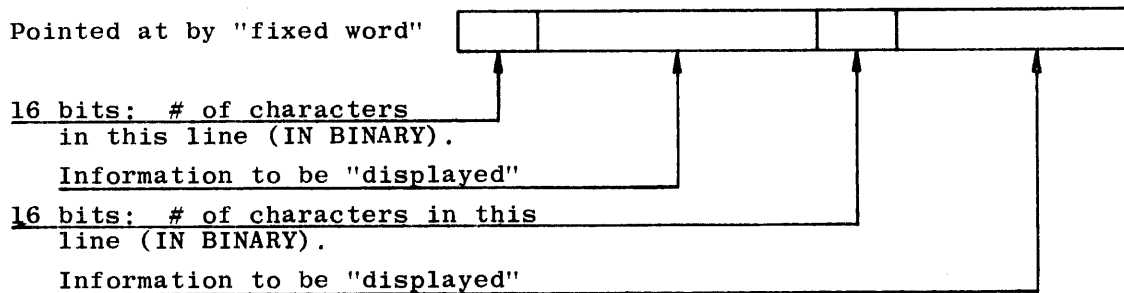 Pointed at by "fixed word"
16 bits: # of characters
in this line (IN BINARY).
Information to be "displayed"
16 bits: # of characters in this
line (IN BINARY).
Information to be "displayed"